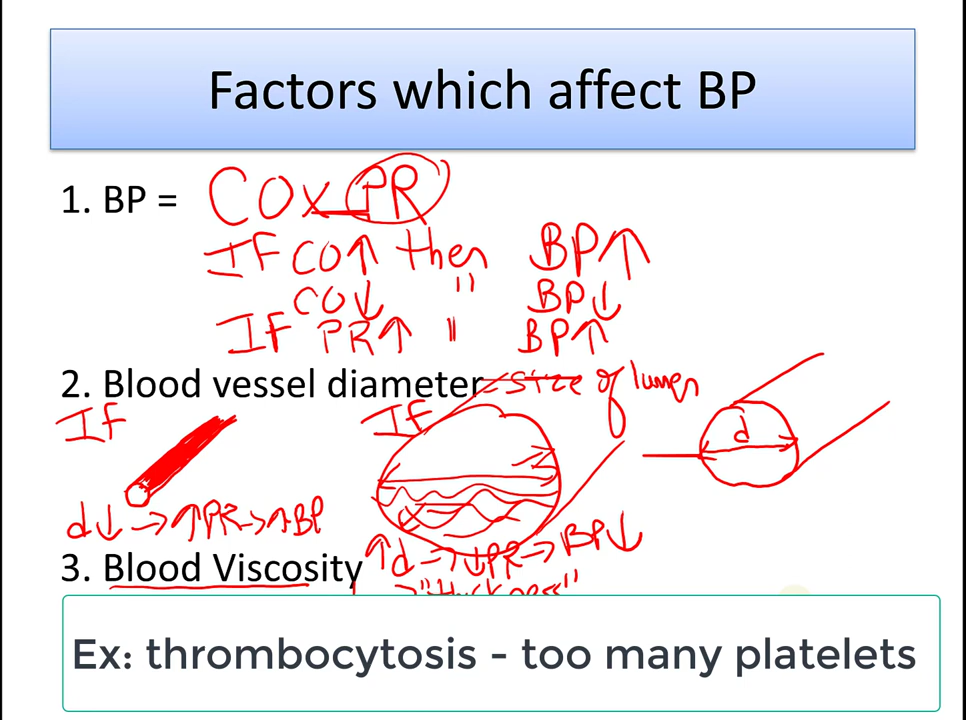 Factors which affect BP
1. BP = CO x PR
IF CO↑ then BP↑
CO↓ " BP↓
IF PR↑ " BP↑
2. Blood vessel diameter = size of lumen
IF IF d
d↓ → ↑PR → ↑BP
↑d → ↓PR → BP↓
3. Blood Viscosity
→ "thickness"
Ex: thrombocytosis - too many platelets